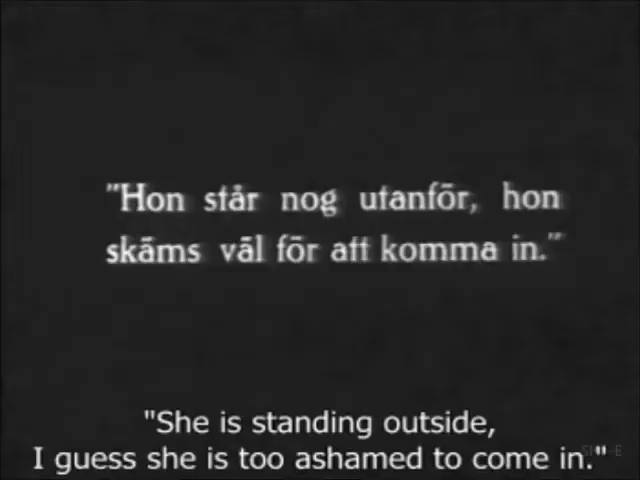 "Hon står nog utanför, hon
skäms väl för att komma in."
"She is standing outside,
I guess she is too ashamed to come in."